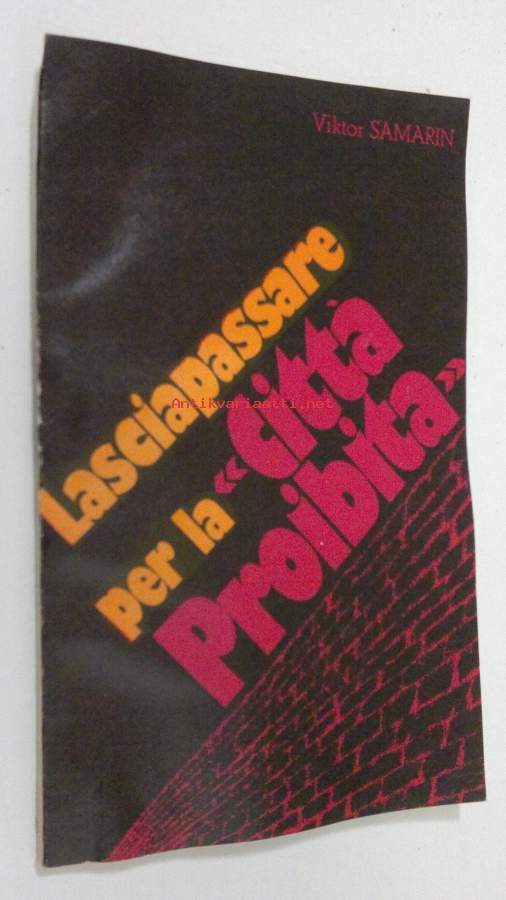 Viktor SAMARIN
Lasciapassare
per la «città
Proibita»
Antikvariaatti.net